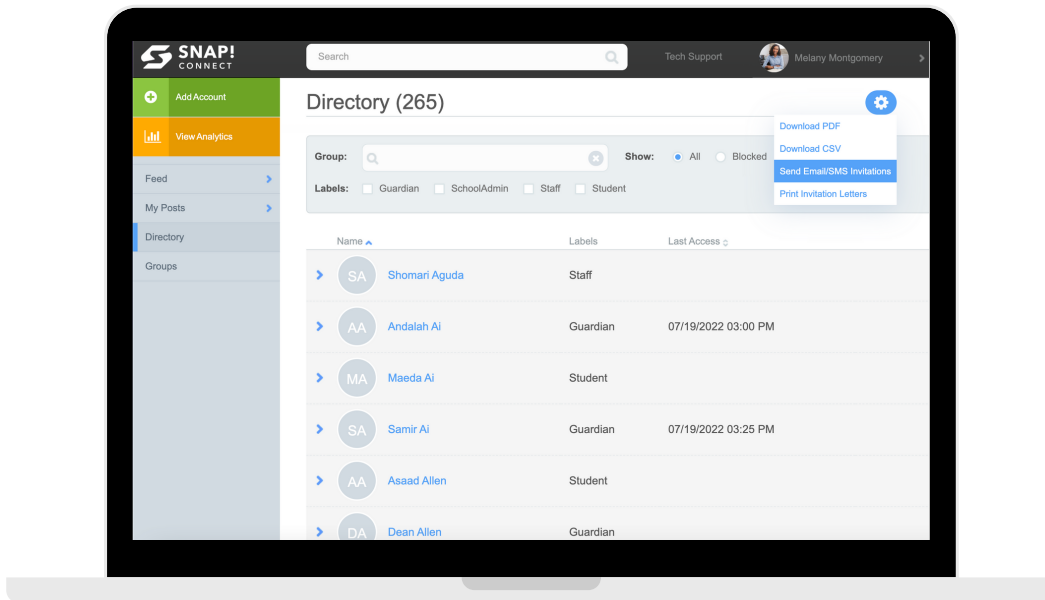 SNAP!
CONNECT
Search
Tech Support
Melany Montgomery
Add Account
View Analytics
Feed
My Posts
Directory
Groups
Directory (265)
Download PDF
Download CSV
Send Email/SMS Invitations
Print Invitation Letters
Group:
Show: All Blocked
Labels: Guardian SchoolAdmin Staff Student
Name Labels Last Access
SA Shomari Aguda Staff
AA Andalah Ai Guardian 07/19/2022 03:00 PM
MA Maeda Ai Student
SA Samir Ai Guardian 07/19/2022 03:25 PM
AA Asaad Allen Student
DA Dean Allen Guardian